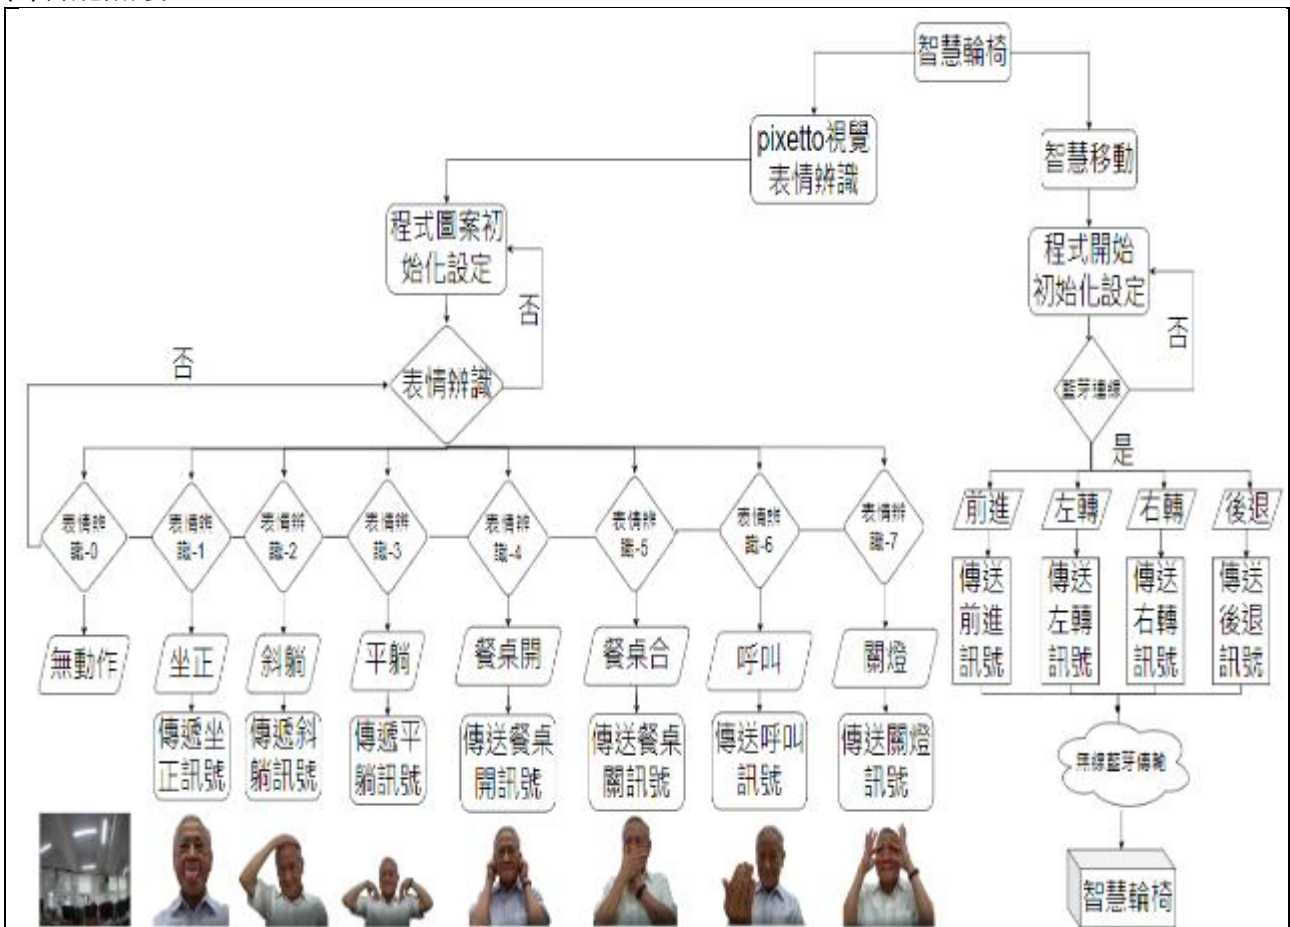 智慧輪椅
pixetto視覺
表情辨識
智慧移動
程式圖案初
始化設定
否
程式開始
初始化設定
否
否
表情辨識
藍芽連線
是
表情辨
識-0
表情辨
識-1
表情辨
識-2
表情辨
識-3
表情辨
識-4
表情辨
識-5
表情辨
識-6
表情辨
識-7
前進
左轉
右轉
後退
傳送
前進
訊號
傳送
左轉
訊號
傳送
右轉
訊號
傳送
後退
訊號
無動作
坐正
斜躺
平躺
餐桌開
餐桌合
呼叫
關燈
傳遞坐
正訊號
傳遞斜
躺訊號
傳遞平
躺訊號
傳送餐桌
開訊號
傳送餐桌
關訊號
傳送呼叫
訊號
傳送關燈
訊號
無線藍芽傳輸
智慧輪椅